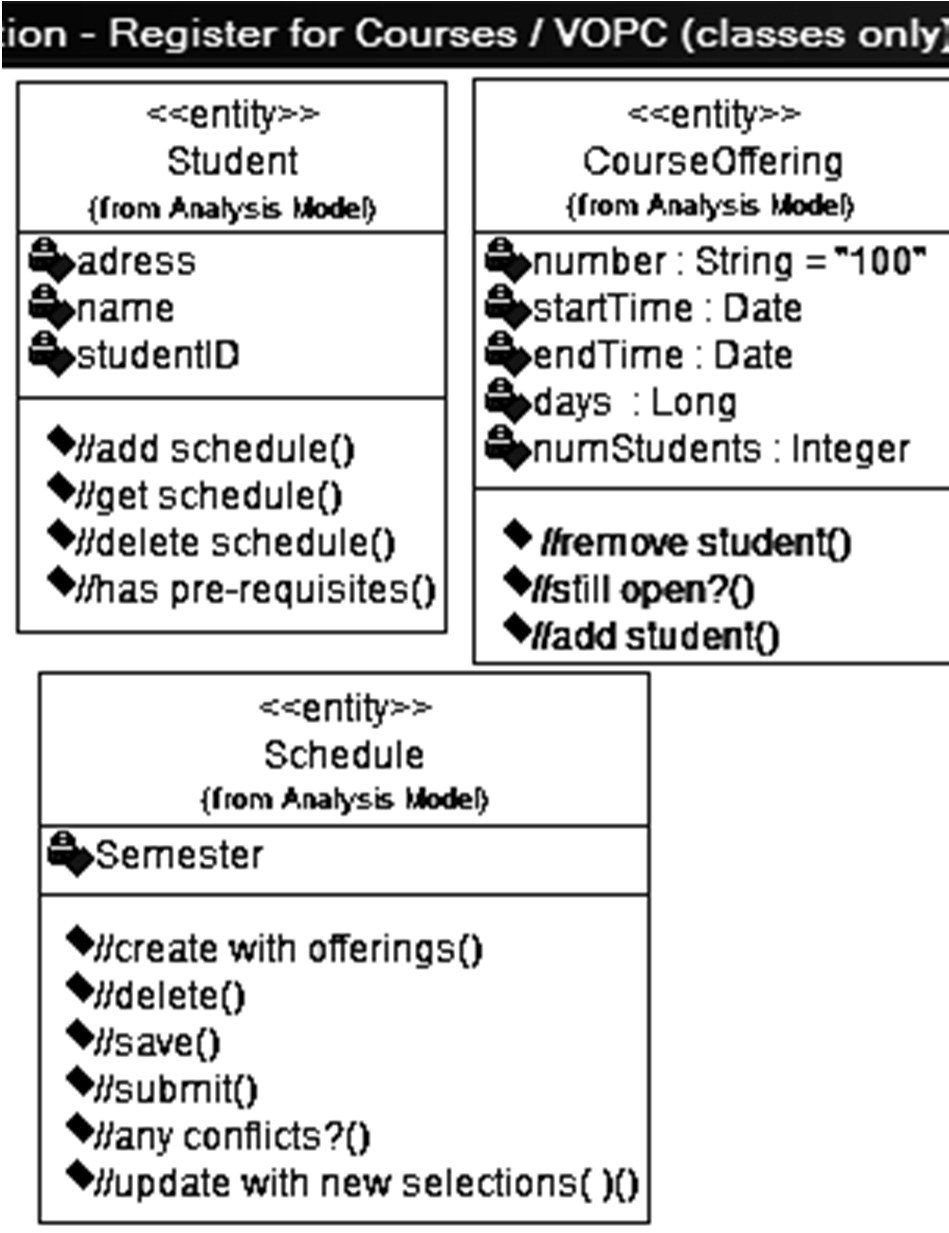 ion - Register for Courses / VOPC (classes only)
<<entity>>
Student
(from Analysis Model)
adress
name
studentID
//add schedule()
//get schedule()
//delete schedule()
//has pre-requisites()
<<entity>>
CourseOffering
(from Analysis Model)
number : String = "100"
startTime : Date
endTime : Date
days : Long
numStudents : Integer
//remove student()
//still open?()
//add student()
<<entity>>
Schedule
(from Analysis Model)
Semester
//create with offerings()
//delete()
//save()
//submit()
//any conflicts?()
//update with new selections( )()